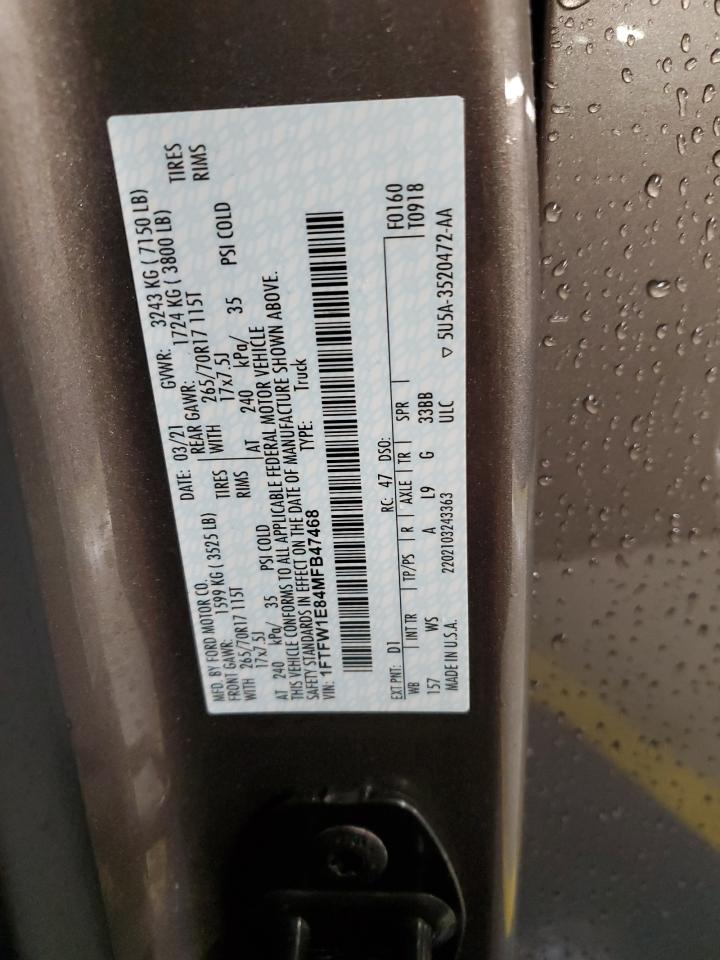 MFD. BY FORD MOTOR CO. DATE: 03/21 GVWR: 3243 KG ( 7150 LB)
FRONT GAWR: 1599 KG ( 3525 LB) REAR GAWR: 1724 KG ( 3800 LB)
WITH 265/70R17 115T TIRES WITH 265/70R17 115T TIRES
17x7.5J RIMS 17x7.5J RIMS
AT 240 kPa/ 35 PSI COLD AT 240 kPa/ 35 PSI COLD
THIS VEHICLE CONFORMS TO ALL APPLICABLE FEDERAL MOTOR VEHICLE
SAFETY STANDARDS IN EFFECT ON THE DATE OF MANUFACTURE SHOWN ABOVE.
VIN: 1FTFW1E84MFB47468 TYPE: Truck
EXT PNT: D1 RC: 47 DSO: F0160
WB INT TR TP/PS R AXLE TR SPR T0918
157 WS A L9 G 33BB
MADE IN U.S.A. 2202103243363 ULC ▽ 5U5A-3520472-AA